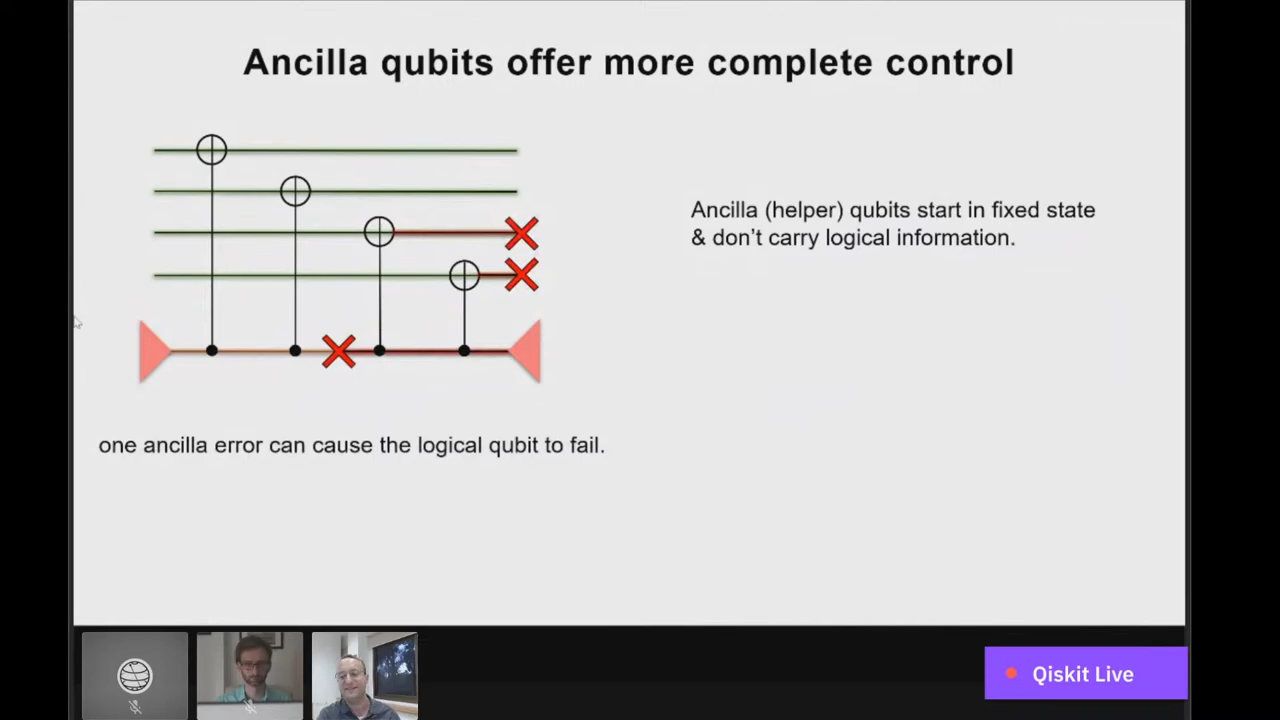 Ancilla qubits offer more complete control
Ancilla (helper) qubits start in fixed state
& don't carry logical information.
one ancilla error can cause the logical qubit to fail.
Qiskit Live